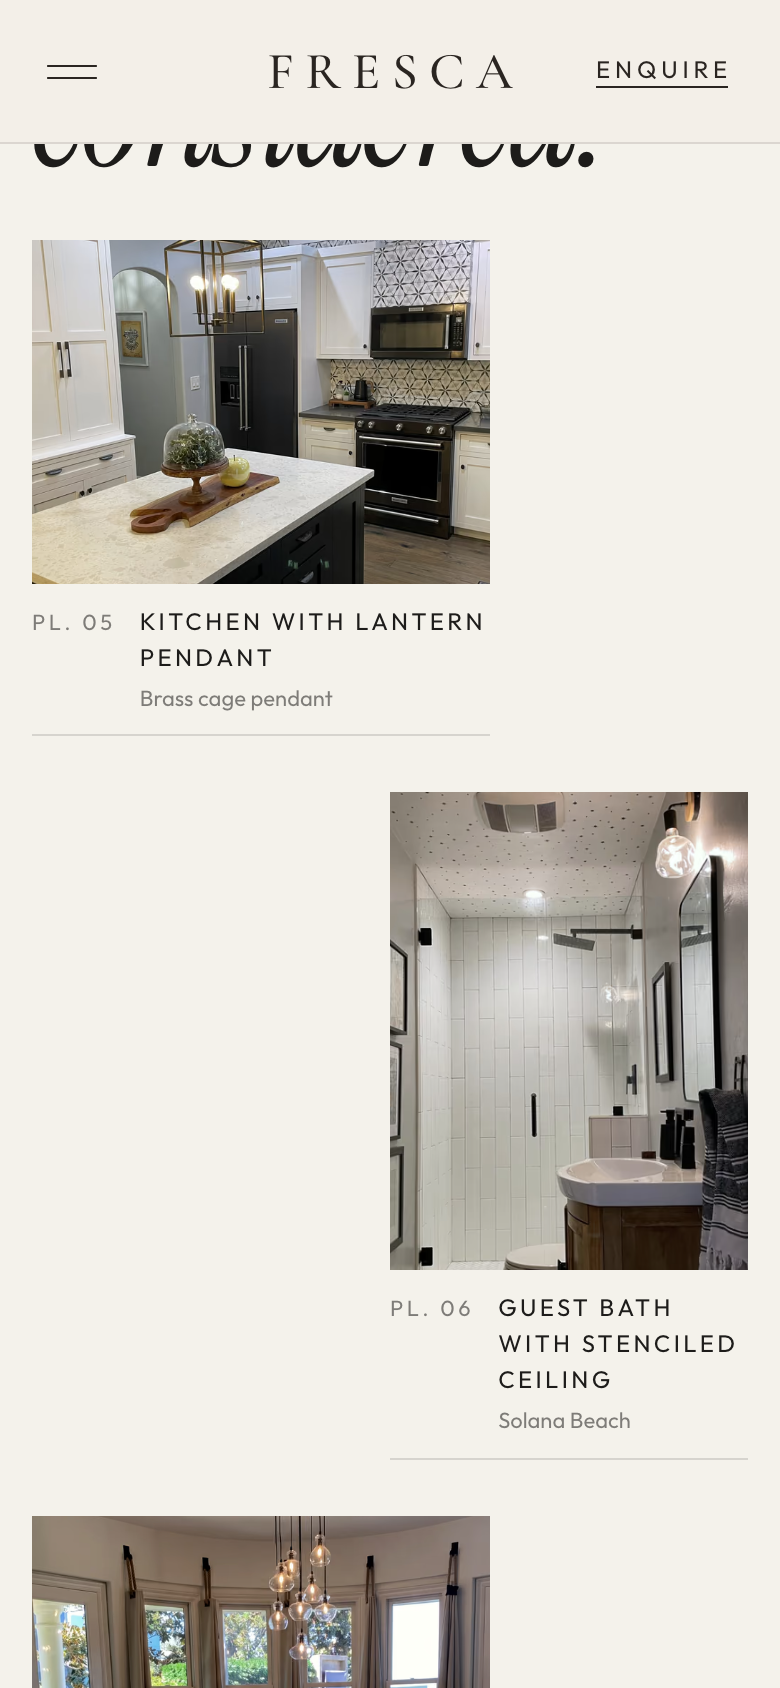 FRESCA
ENQUIRE
considered.
PL. 05
KITCHEN WITH LANTERN
PENDANT
Brass cage pendant
PL. 06
GUEST BATH
WITH STENCILED
CEILING
Solana Beach